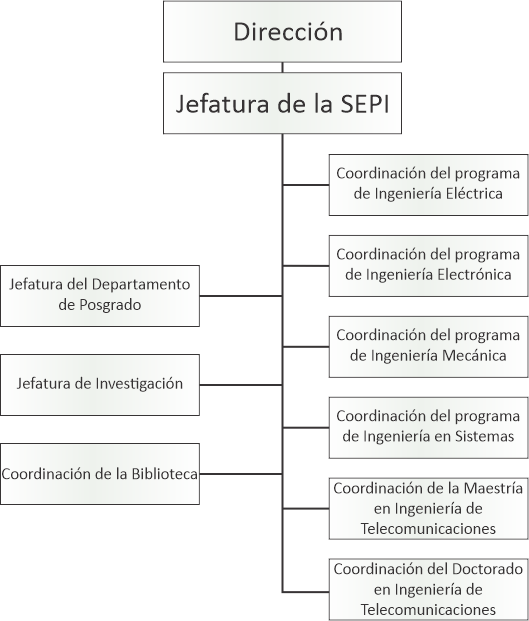 Dirección
Jefatura de la SEPI
Coordinación del programa
de Ingeniería Eléctrica
Coordinación del programa
de Ingeniería Electrónica
Coordinación del programa
de Ingeniería Mecánica
Coordinación del programa
de Ingeniería en Sistemas
Coordinación de la Maestría
en Ingeniería de
Telecomunicaciones
Coordinación del Doctorado
en Ingeniería de
Telecomunicaciones
Jefatura del Departamento
de Posgrado
Jefatura de Investigación
Coordinación de la Biblioteca